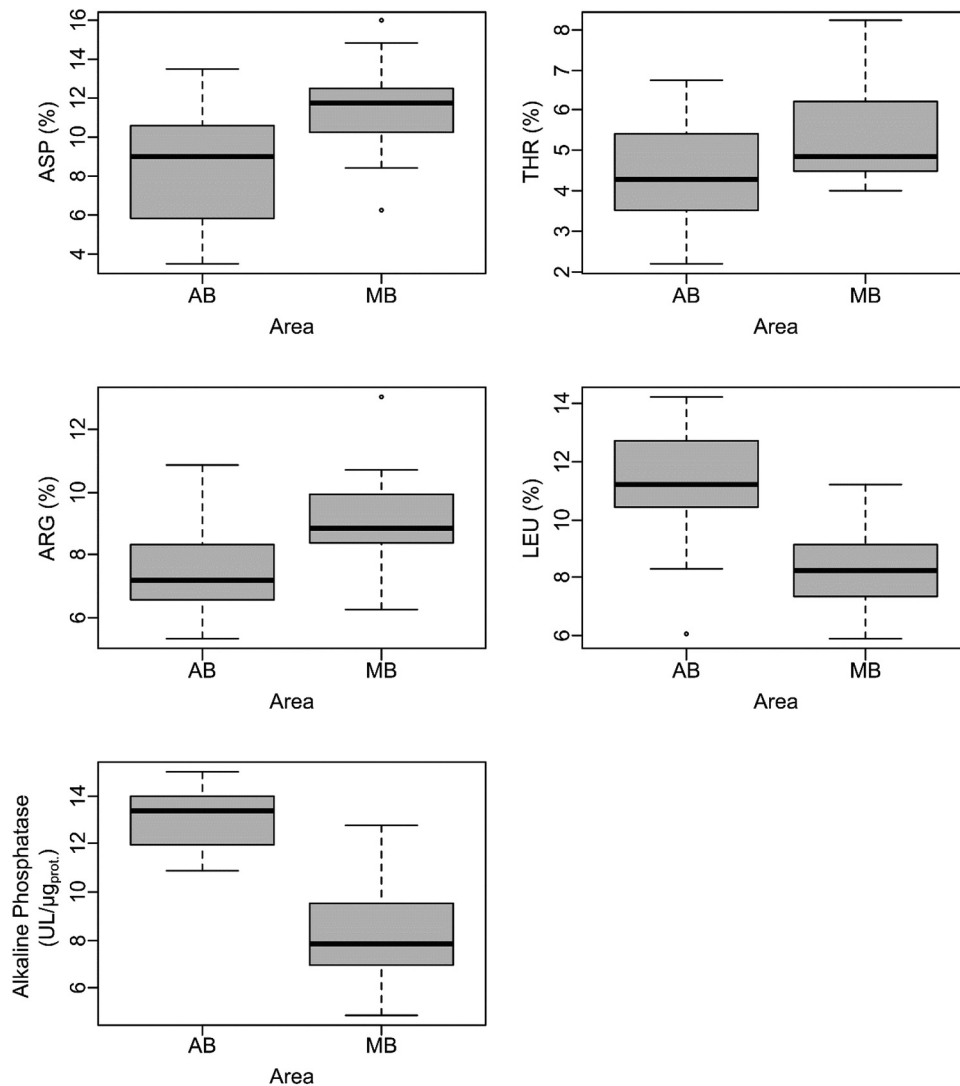 ASP (%)
16
14
12
10
8
6
4
AB
MB
Area
THR (%)
8
7
6
5
4
3
2
AB
MB
Area
ARG (%)
12
10
8
6
AB
MB
Area
LEU (%)
14
12
10
8
6
AB
MB
Area
Alkaline Phosphatase
(UL/µgprot.)
14
12
10
8
6
AB
MB
Area